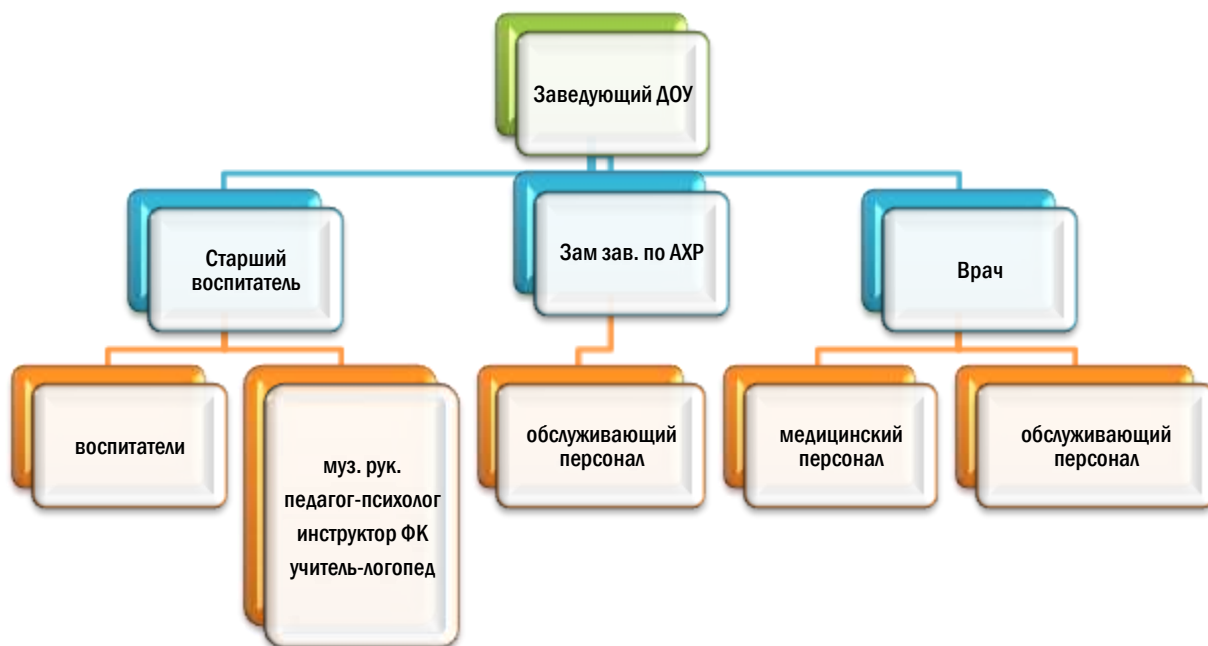 Заведующий ДОУ
Старший
воспитатель
Зам зав. по АХР
Врач
воспитатели
муз. рук.
педагог-психолог
инструктор ФК
учитель-логопед
обслуживающий
персонал
медицинский
персонал
обслуживающий
персонал